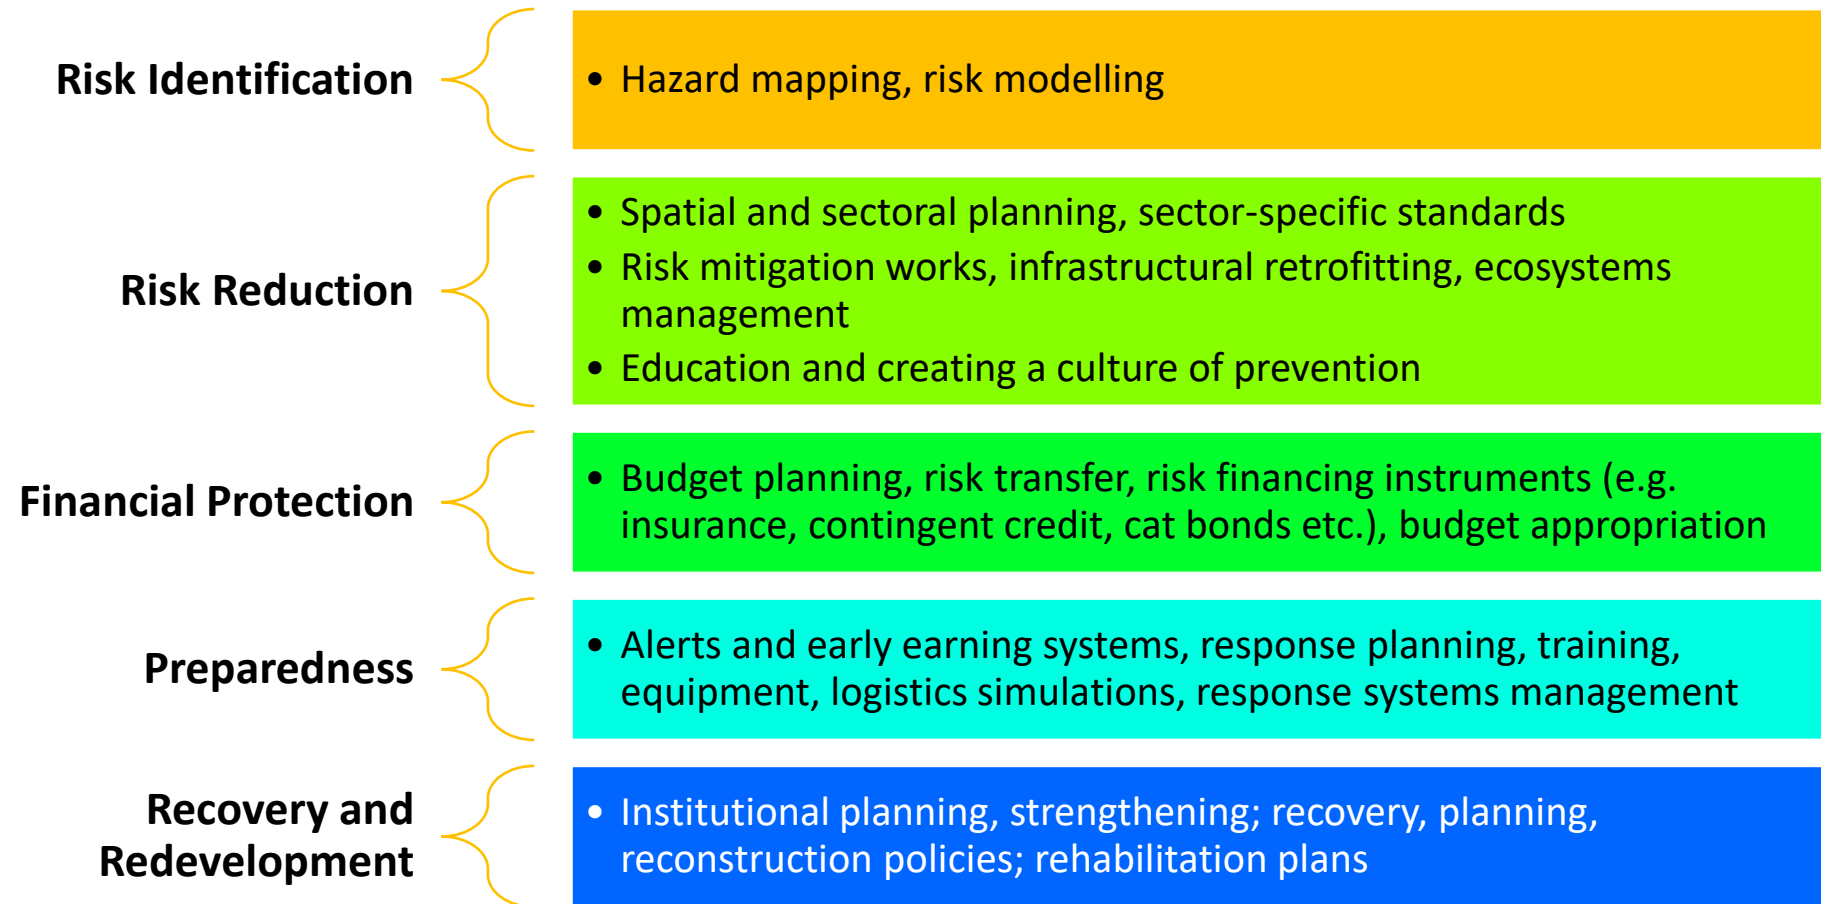 Risk Identification
• Hazard mapping, risk modelling
Risk Reduction
• Spatial and sectoral planning, sector-specific standards
• Risk mitigation works, infrastructural retrofitting, ecosystems
management
• Education and creating a culture of prevention
Financial Protection
• Budget planning, risk transfer, risk financing instruments (e.g.
insurance, contingent credit, cat bonds etc.), budget appropriation
Preparedness
• Alerts and early earning systems, response planning, training,
equipment, logistics simulations, response systems management
Recovery and
Redevelopment
• Institutional planning, strengthening; recovery, planning,
reconstruction policies; rehabilitation plans